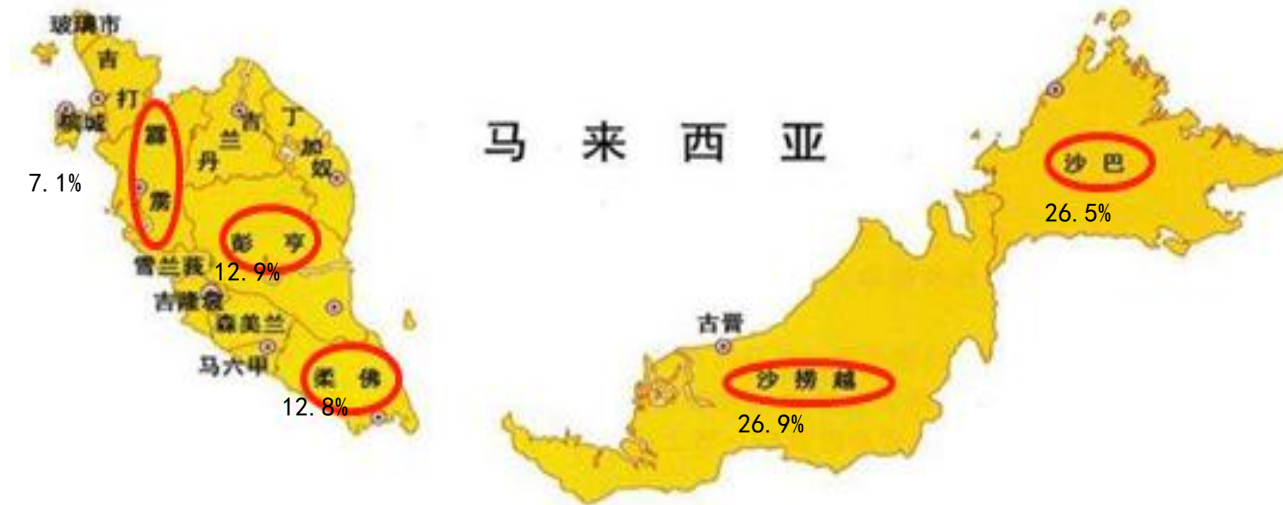 玻璃市
吉打
槟城
霹雳
7.1%
吉兰丹
丁加奴
彭亨
12.9%
雪兰莪
吉隆坡
森美兰
马六甲
柔佛
12.8%
马来西亚
沙巴
26.5%
古晋
沙捞越
26.9%